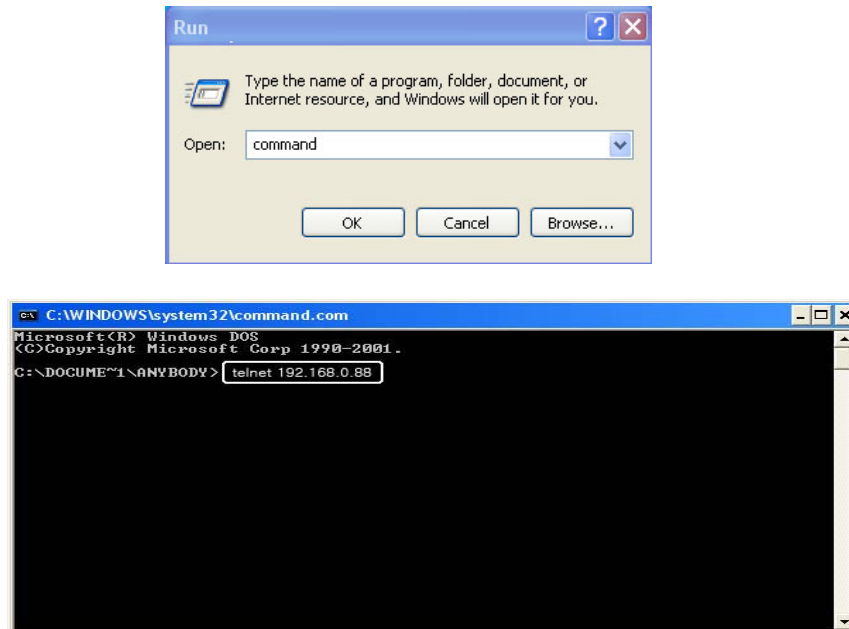 Run
Type the name of a program, folder, document, or
Internet resource, and Windows will open it for you.
Open: command
OK Cancel Browse...
C:\WINDOWS\system32\command.com
Microsoft(R) Windows DOS
(C)Copyright Microsoft Corp 1990-2001.
C:\DOCUME~1\ANYBODY> telnet 192.168.0.88